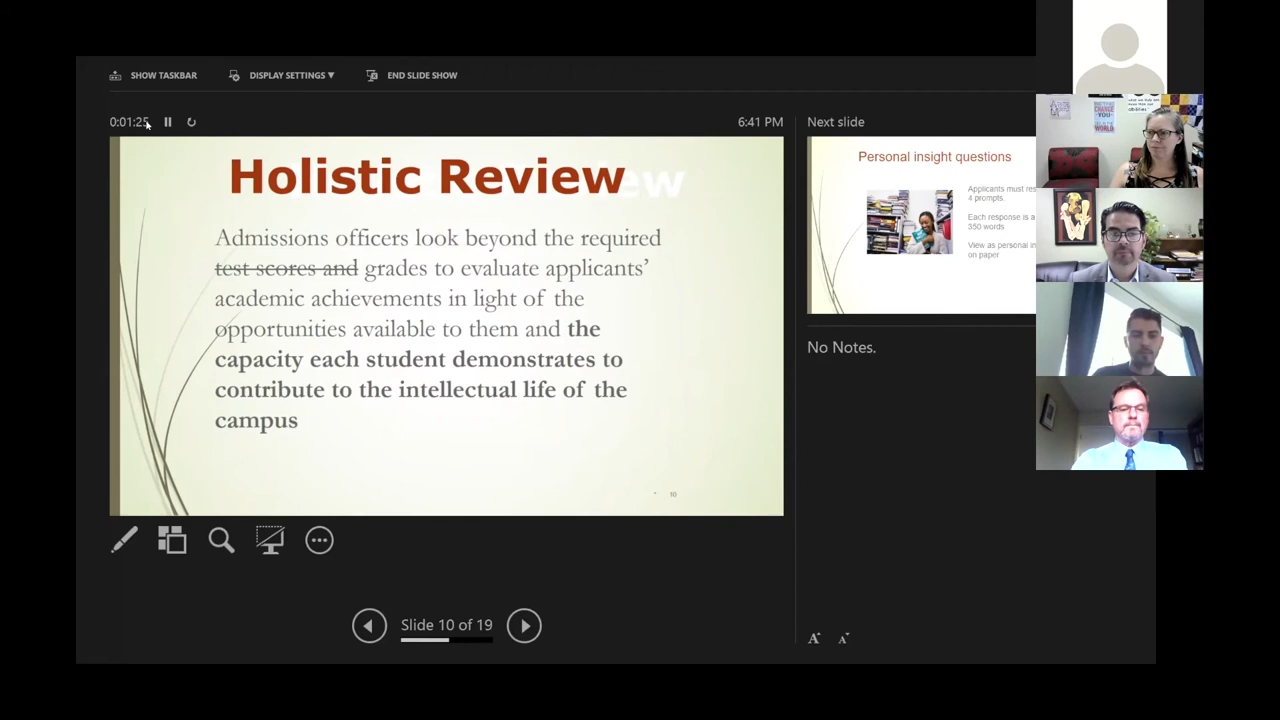 SHOW TASKBAR
DISPLAY SETTINGS ▼
END SLIDE SHOW
0:01:25
6:41 PM
Next slide
Holistic Review
Admissions officers look beyond the required
test scores and grades to evaluate applicants’
academic achievements in light of the
opportunities available to them and the
capacity each student demonstrates to
contribute to the intellectual life of the
campus
10
Personal insight questions
Applicants must
4 prompts.
Each response is a
350 words
View as personal
on paper
No Notes.
Slide 10 of 19
A A
CHANGE
YOU
WORLD